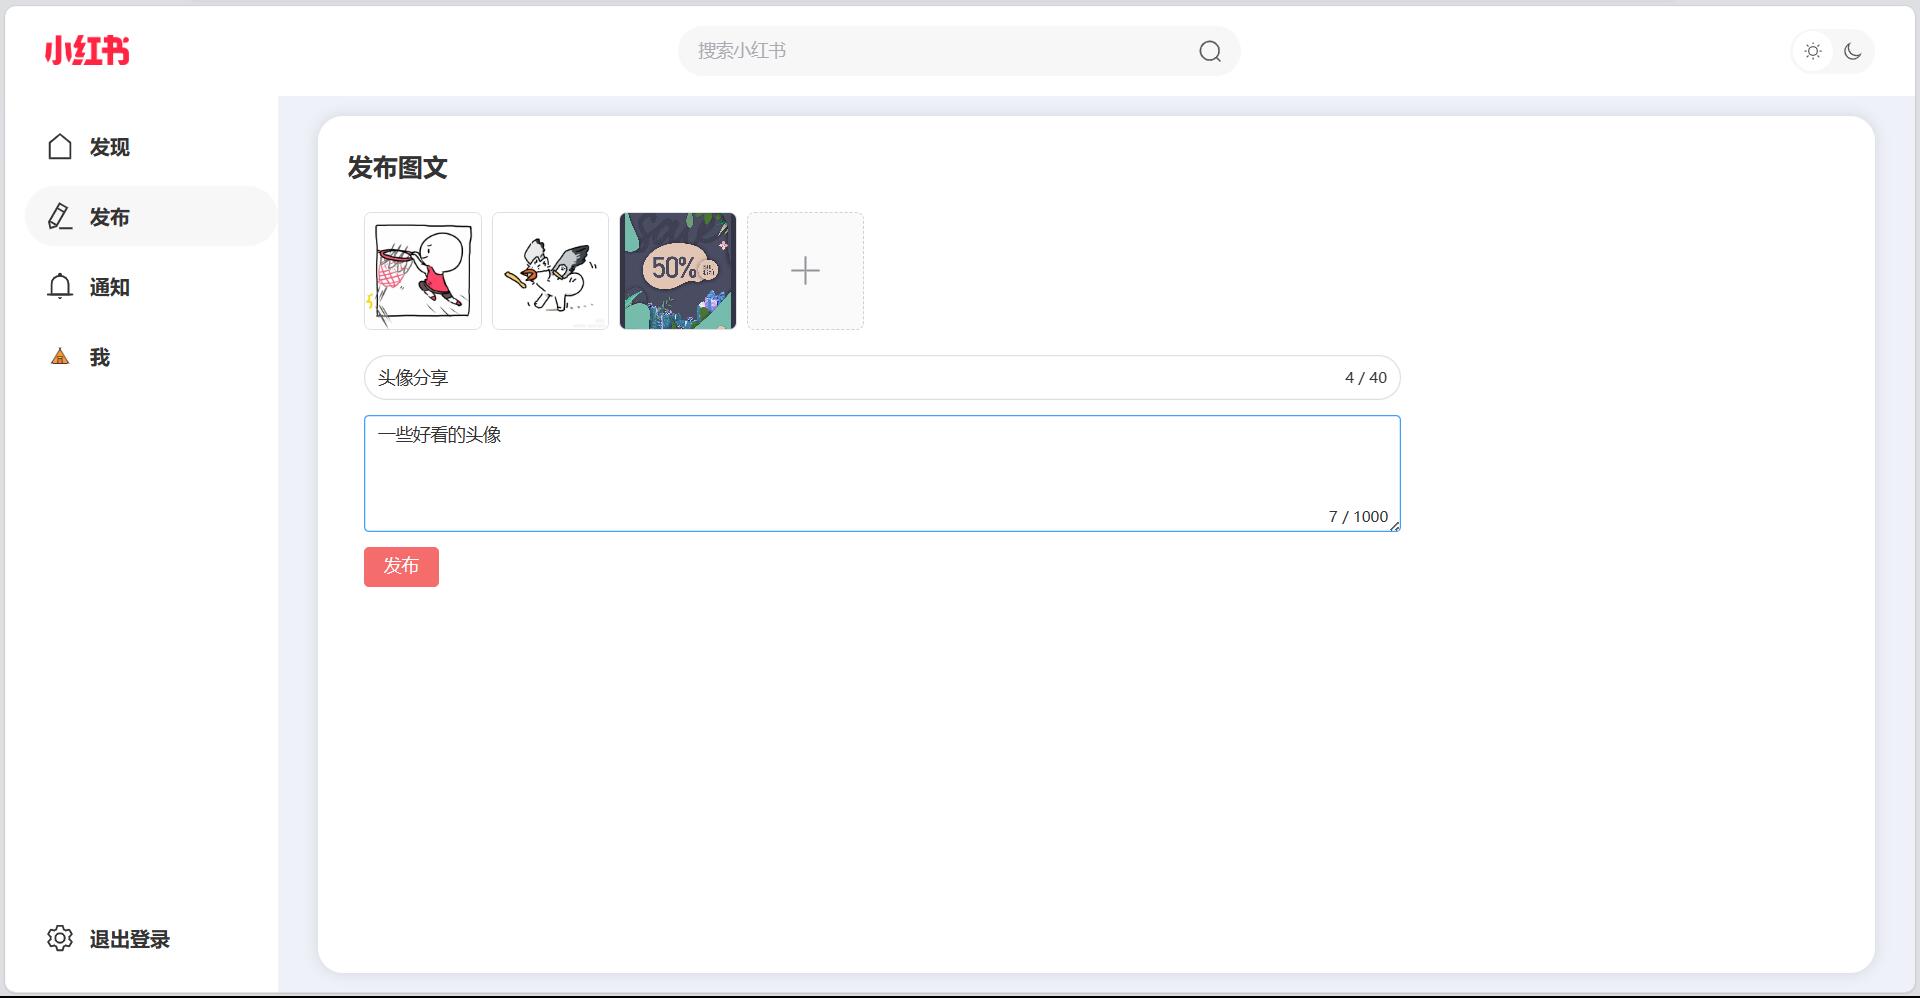 小红书
搜索小红书
发现
发布
通知
我
退出登录
发布图文
50%
头像分享
4 / 40
一些好看的头像
7 / 1000
发布